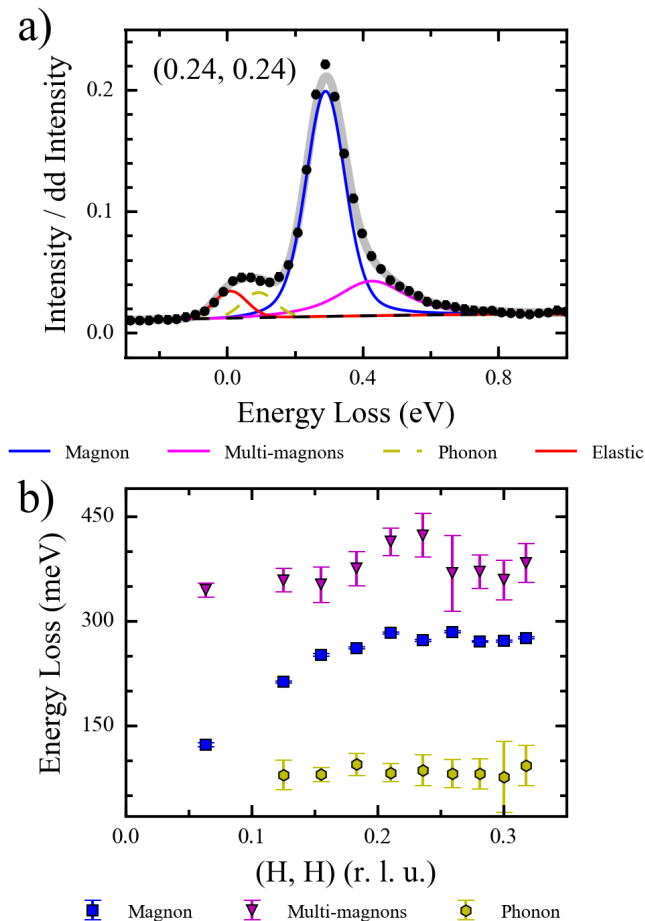 a)
(0.24, 0.24)
0.2
0.1
0.0
Intensity / dd Intensity
0.0 0.4 0.8
Energy Loss (eV)
Magnon Multi-magnons Phonon Elastic
b)
450
300
150
Energy Loss (meV)
0.0 0.1 0.2 0.3
(H, H) (r. l. u.)
Magnon Multi-magnons Phonon